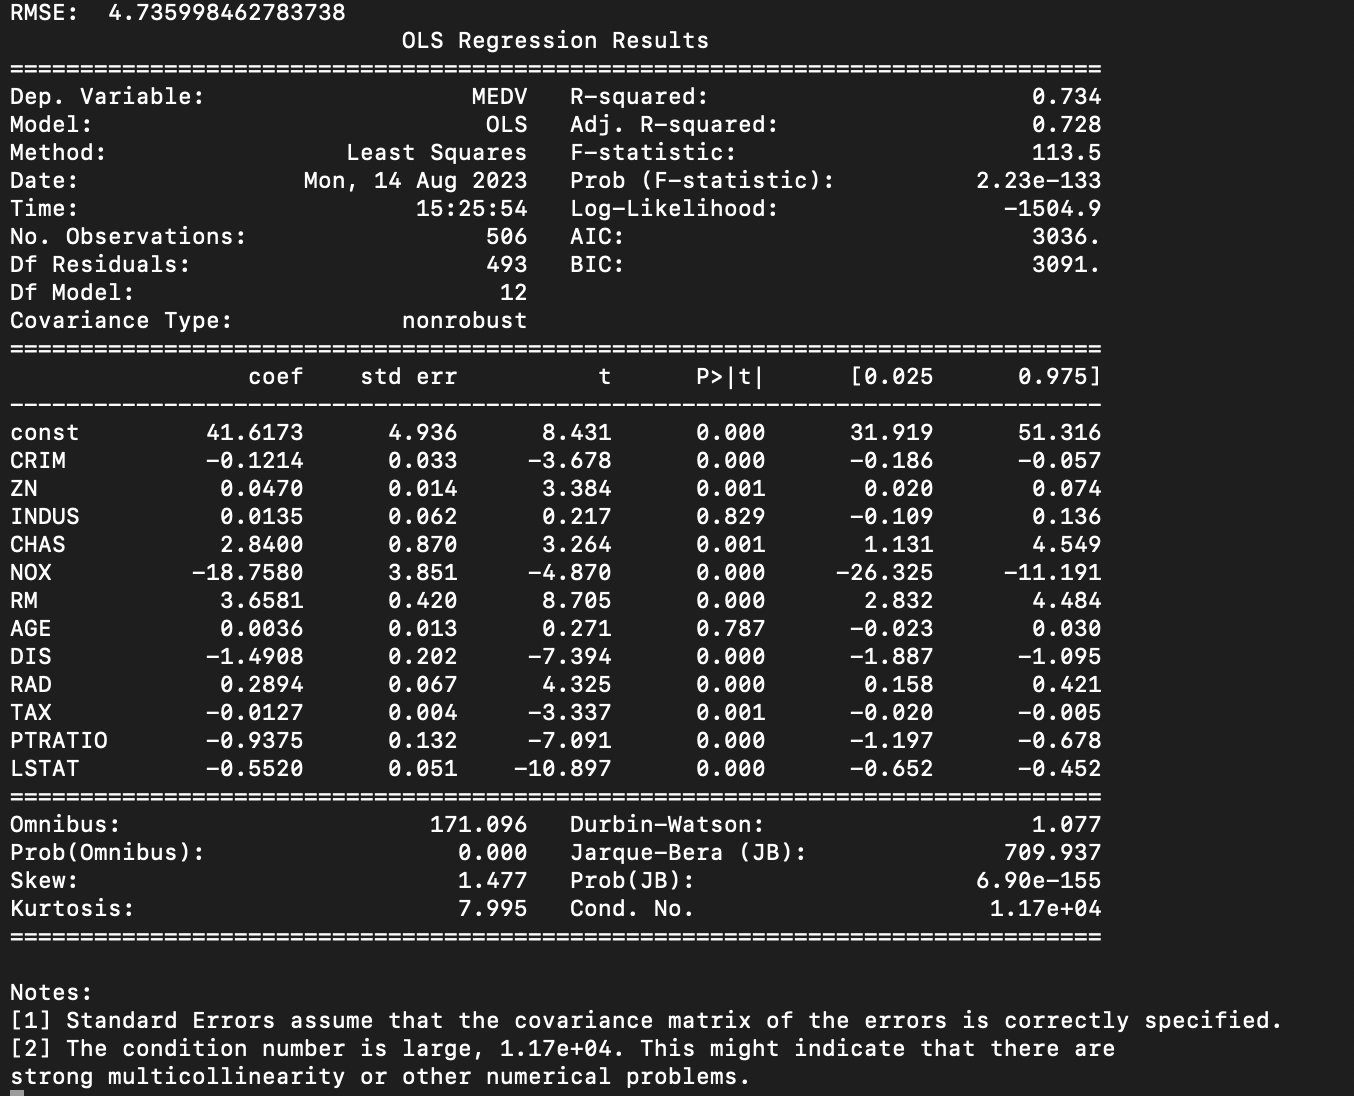 RMSE:  4.735998462783738
                            OLS Regression Results
==============================================================================
Dep. Variable:                   MEDV   R-squared:                       0.734
Model:                            OLS   Adj. R-squared:                  0.728
Method:                 Least Squares   F-statistic:                     113.5
Date:                Mon, 14 Aug 2023   Prob (F-statistic):          2.23e-133
Time:                        15:25:54   Log-Likelihood:                -1504.9
No. Observations:                 506   AIC:                             3036.
Df Residuals:                     493   BIC:                             3091.
Df Model:                          12
Covariance Type:            nonrobust
==============================================================================
                 coef    std err          t      P>|t|      [0.025      0.975]
------------------------------------------------------------------------------
const         41.6173      4.936      8.431      0.000      31.919      51.316
CRIM          -0.1214      0.033     -3.678      0.000      -0.186      -0.057
ZN             0.0470      0.014      3.384      0.001       0.020       0.074
INDUS          0.0135      0.062      0.217      0.829      -0.109       0.136
CHAS           2.8400      0.870      3.264      0.001       1.131       4.549
NOX          -18.7580      3.851     -4.870      0.000     -26.325     -11.191
RM             3.6581      0.420      8.705      0.000       2.832       4.484
AGE            0.0036      0.013      0.271      0.787      -0.023       0.030
DIS           -1.4908      0.202     -7.394      0.000      -1.887      -1.095
RAD            0.2894      0.067      4.325      0.000       0.158       0.421
TAX           -0.0127      0.004     -3.337      0.001      -0.020      -0.005
PTRATIO       -0.9375      0.132     -7.091      0.000      -1.197      -0.678
LSTAT         -0.5520      0.051    -10.897      0.000      -0.652      -0.452
==============================================================================
Omnibus:                      171.096   Durbin-Watson:                   1.077
Prob(Omnibus):                  0.000   Jarque-Bera (JB):              709.937
Skew:                           1.477   Prob(JB):                    6.90e-155
Kurtosis:                       7.995   Cond. No.                     1.17e+04
==============================================================================

Notes:
[1] Standard Errors assume that the covariance matrix of the errors is correctly specified.
[2] The condition number is large, 1.17e+04. This might indicate that there are
strong multicollinearity or other numerical problems.